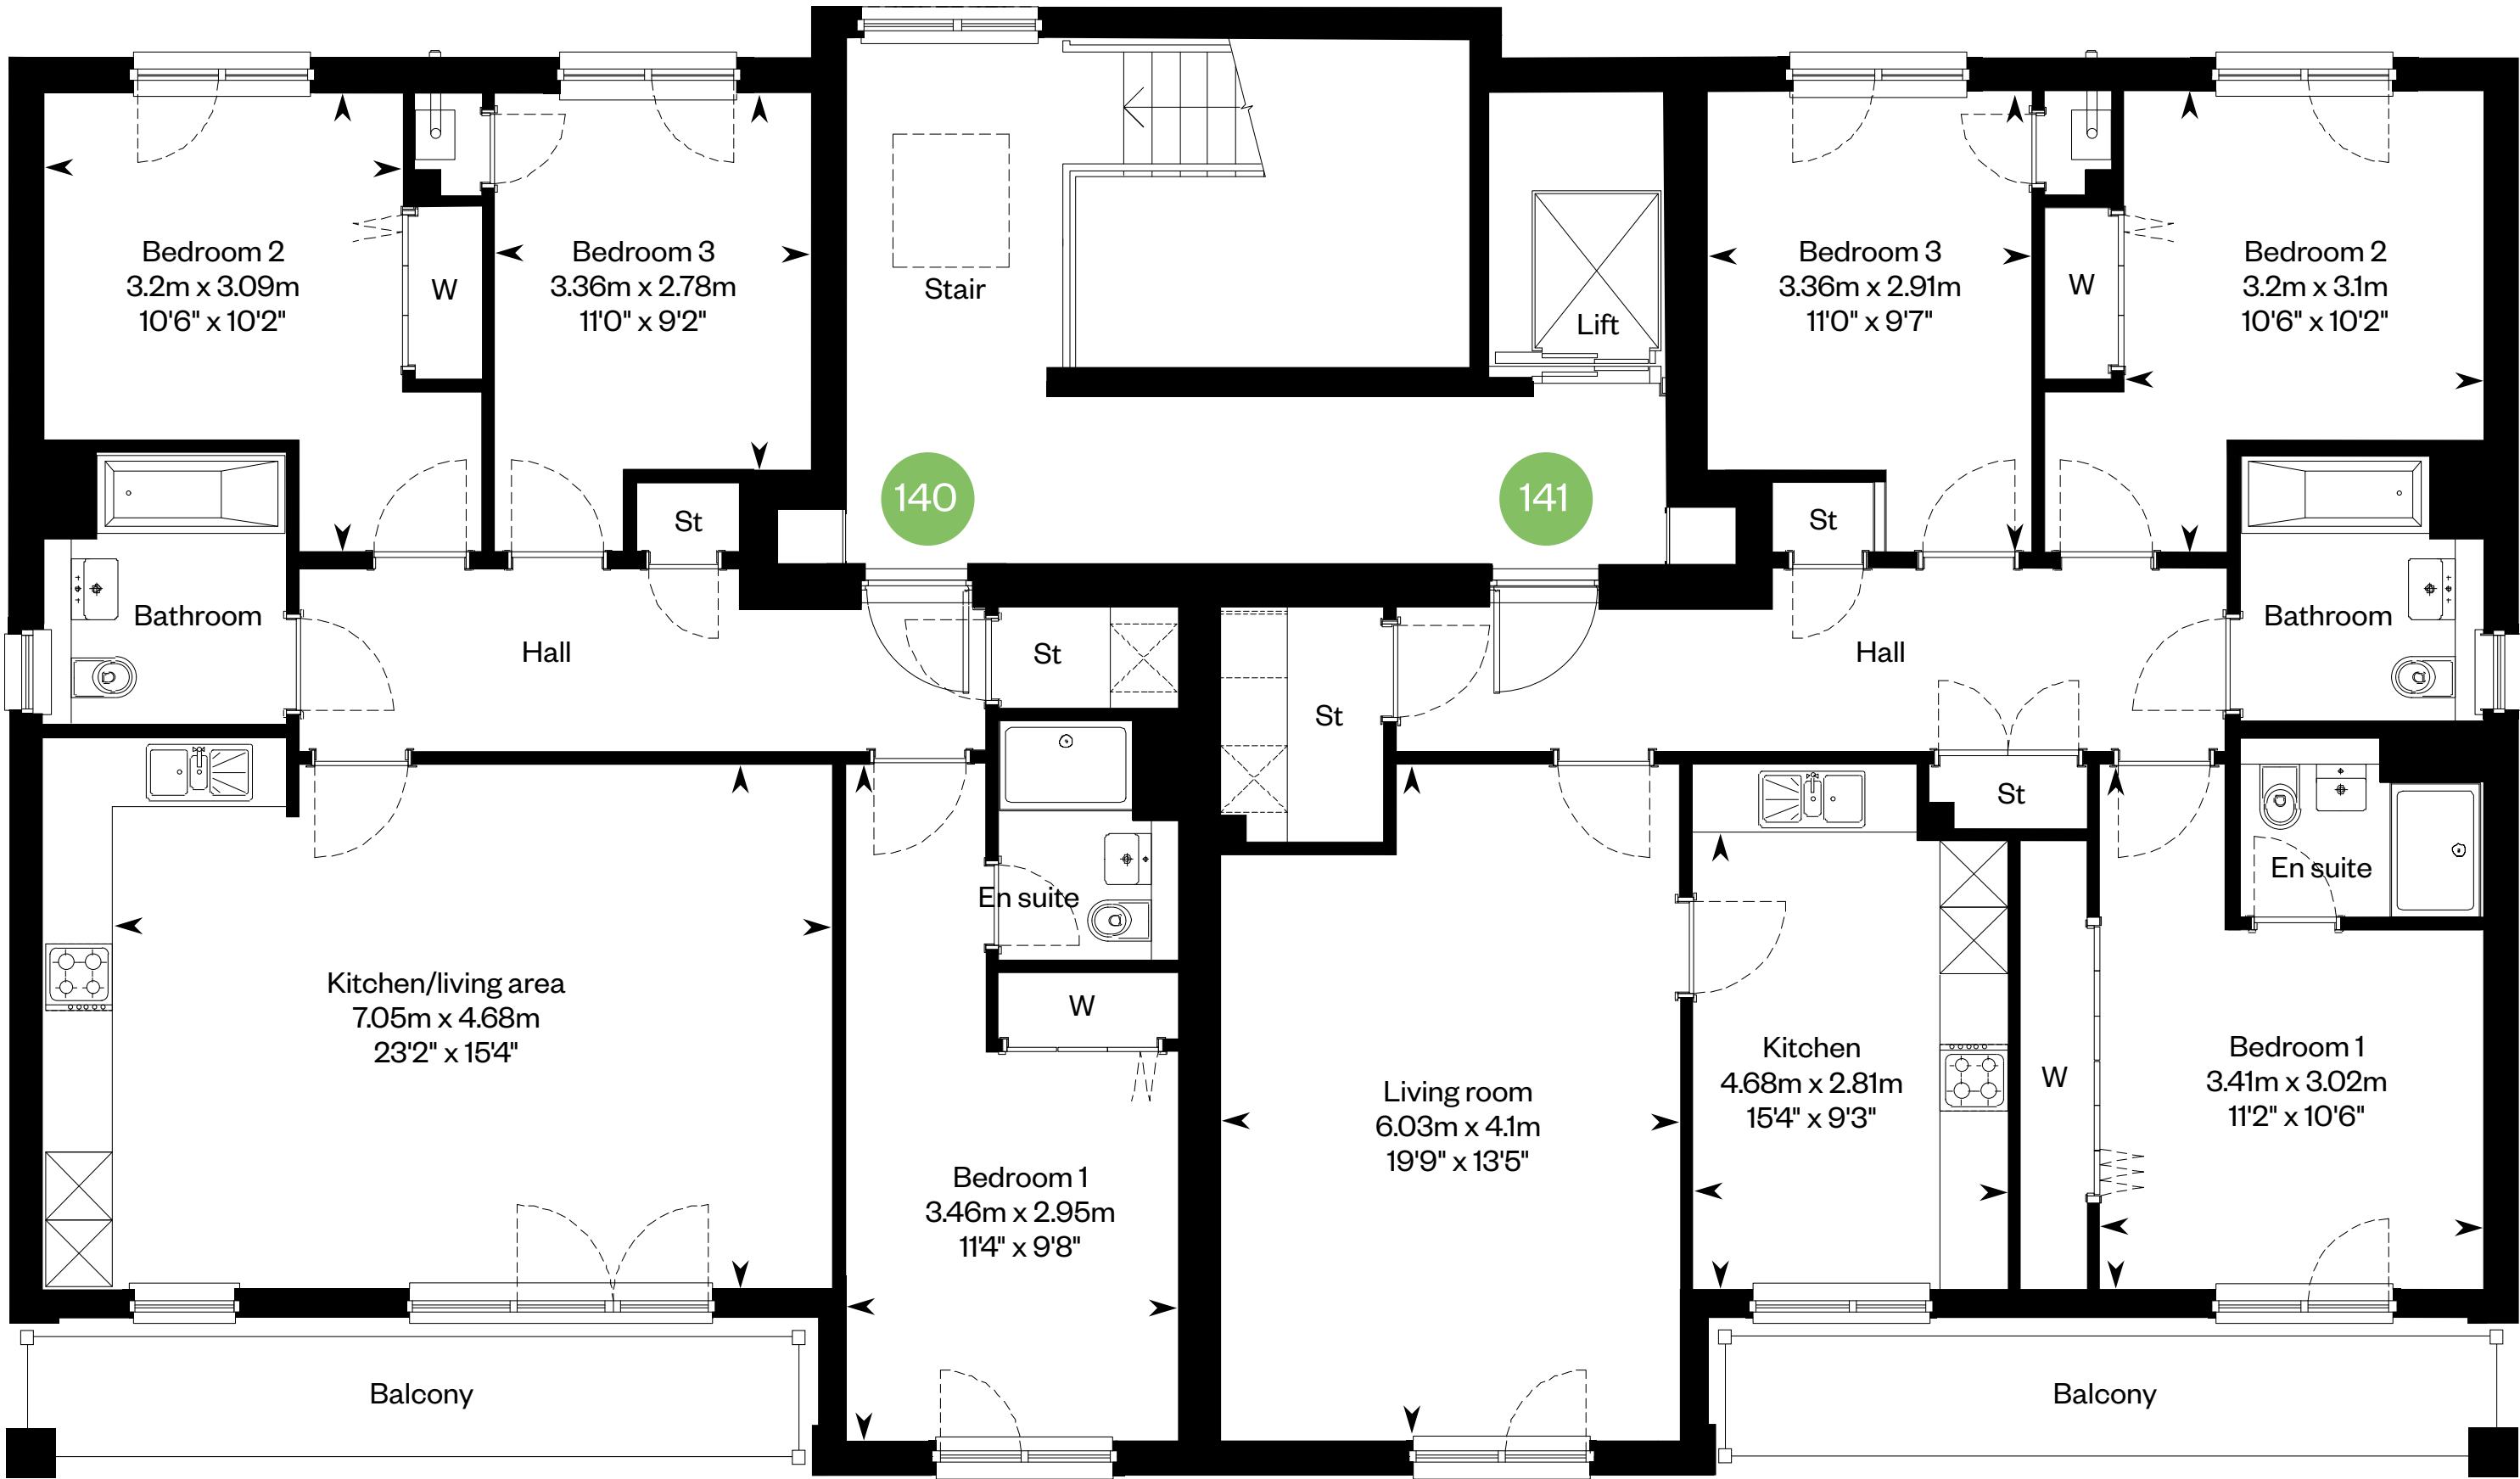 Bedroom 2
3.2m x 3.09m
10'6" x 10'2"
W
Bedroom 3
3.36m x 2.78m
11'0" x 9'2"
Stair
Lift
Bedroom 3
3.36m x 2.91m
11'0" x 9'7"
W
Bedroom 2
3.2m x 3.1m
10'6" x 10'2"
140
141
St
St
Bathroom
Hall
St
St
Hall
Bathroom
St
En suite
En suite
Kitchen/living area
7.05m x 4.68m
23'2" x 15'4"
W
Living room
6.03m x 4.1m
19'9" x 13'5"
Kitchen
4.68m x 2.81m
15'4" x 9'3"
W
Bedroom 1
3.41m x 3.02m
11'2" x 10'6"
Bedroom 1
3.46m x 2.95m
11'4" x 9'8"
Balcony
Balcony